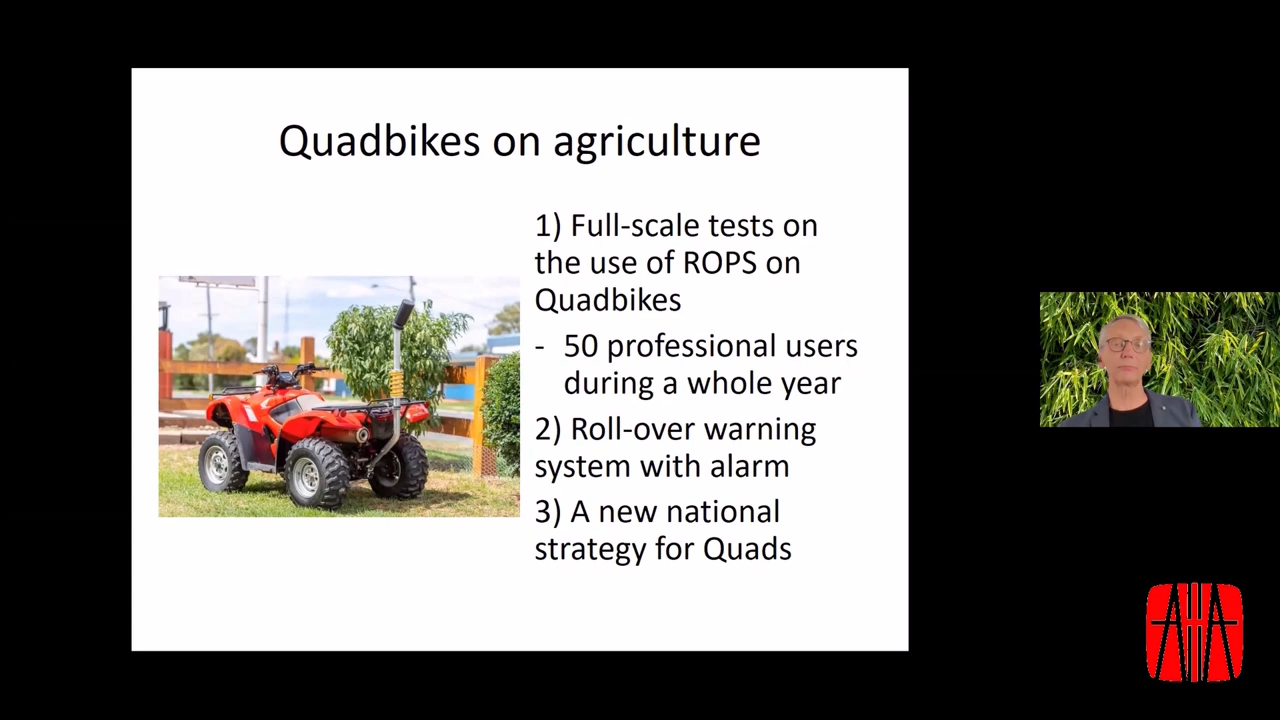 Quadbikes on agriculture
1) Full-scale tests on
the use of ROPS on
Quadbikes
- 50 professional users
during a whole year
2) Roll-over warning
system with alarm
3) A new national
strategy for Quads